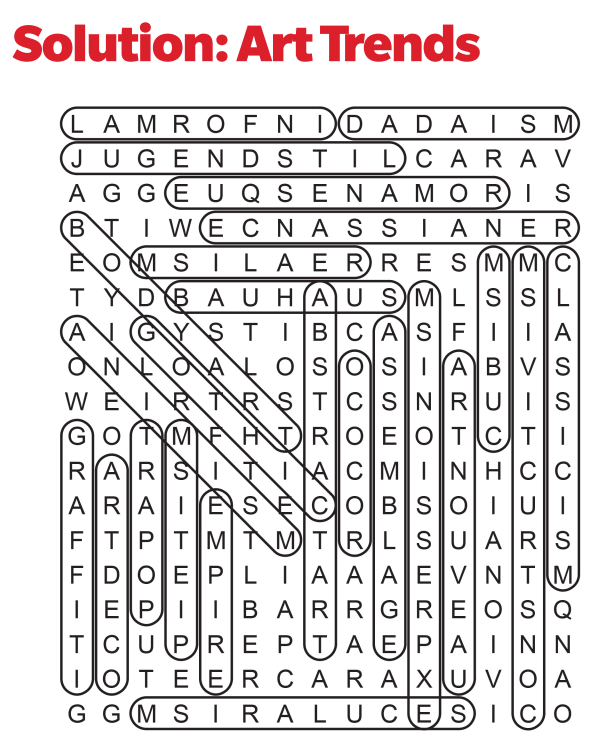 Solution: Art Trends
L A M R O F N I D A D A I S M
J U G E N D S T I L C A R A V
A G G E U Q S E N A M O R I S
B T I W E C N A S S I A N E R
E O M S I L A E R R E S M M C
T Y D B A U H A U S M L S S L
A I G Y S T I B C A S F I I A
O N L O A L O S O S I A B V S
W E I R T R S T C S N R U I S
G O T M F H T R O E O T C T I
R A R S I T I A C M I N H C C
A R A I E S E C O B S O I U I
F T P T M T M T R L S U A R S
F D O E P L I A A A E V N T M
I E P I I B A R R G R E O S Q
T C U P R E P T A E P A I N N
I O T E E R C A R A X U V O A
G G M S I R A L U C E S I C O